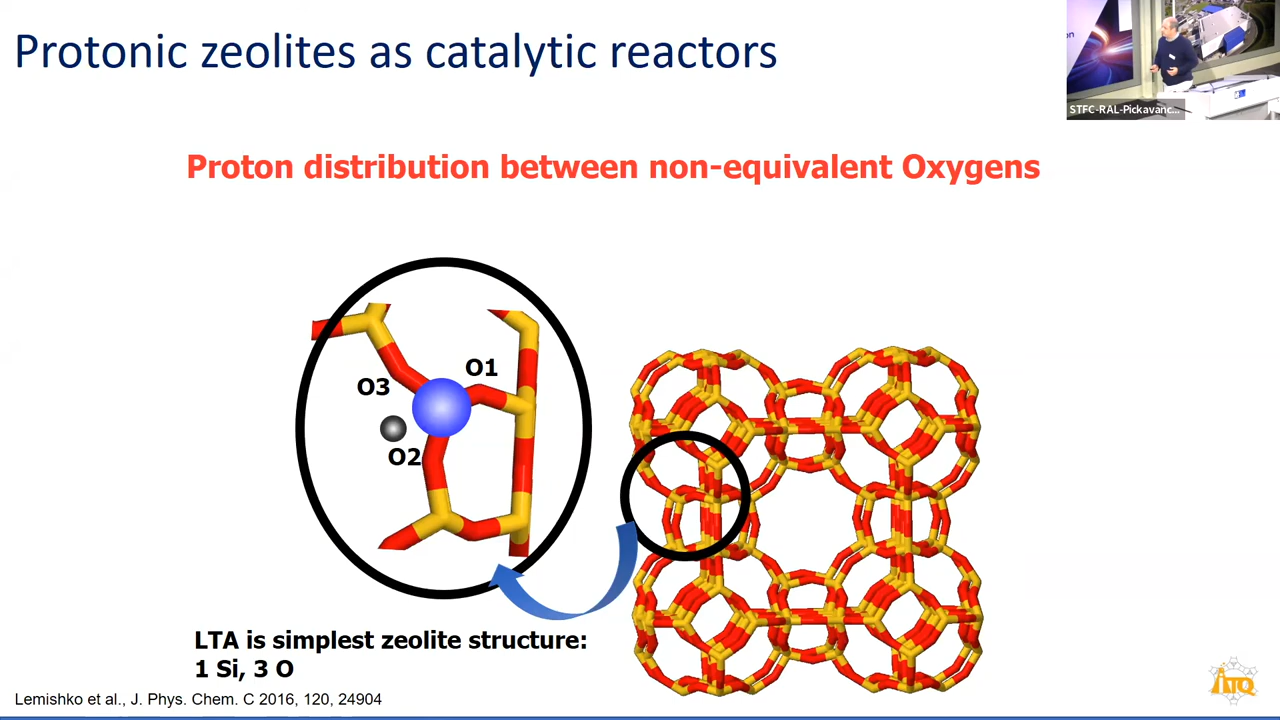 Protonic zeolites as catalytic reactors
on
STFC-RAL-Pickavanc...
Proton distribution between non-equivalent Oxygens
O1
O3
O2
LTA is simplest zeolite structure:
1 Si, 3 O
Lemishko et al., J. Phys. Chem. C 2016, 120, 24904
iTQ